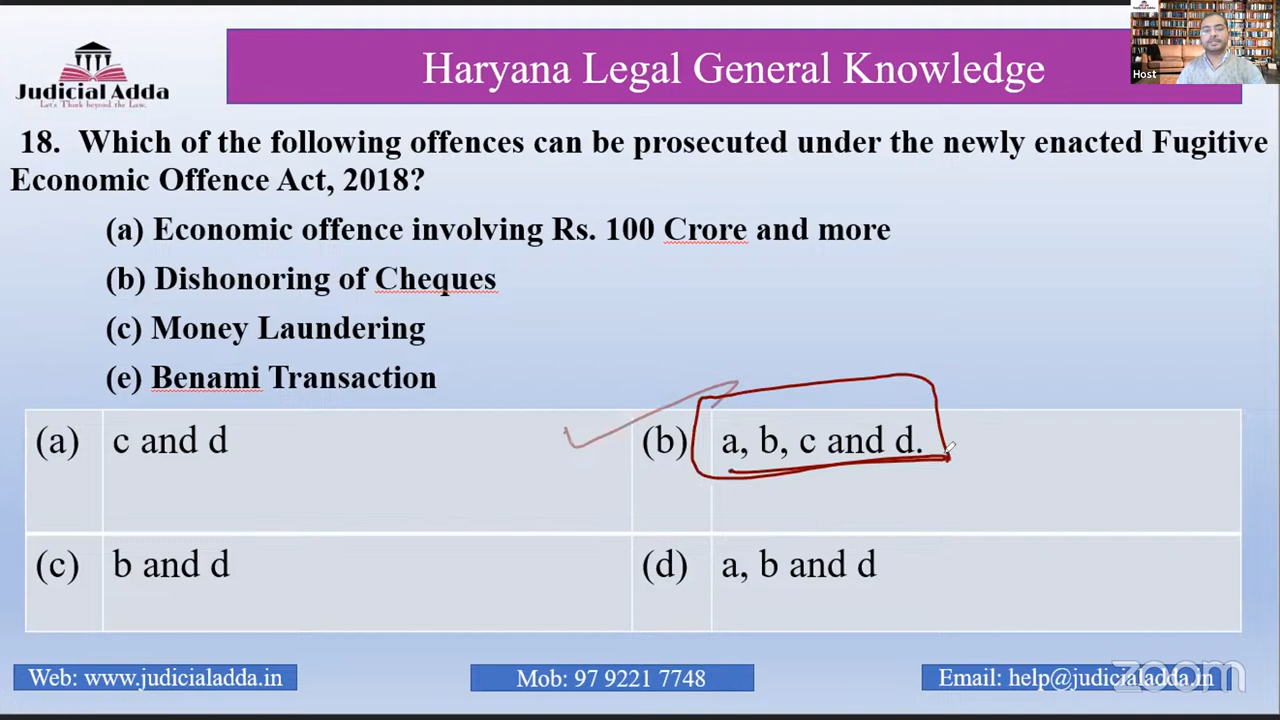 Judicial Adda
Let's Think beyond the Law.
Haryana Legal General Knowledge
Host
18. Which of the following offences can be prosecuted under the newly enacted Fugitive
Economic Offence Act, 2018?
(a) Economic offence involving Rs. 100 Crore and more
(b) Dishonoring of Cheques
(c) Money Laundering
(e) Benami Transaction
(a) c and d
(b) a, b, c and d.
(c) b and d
(d) a, b and d
Web: www.judicialadda.in
Mob: 97 9221 7748
Email: help@judicialadda.in
zoom